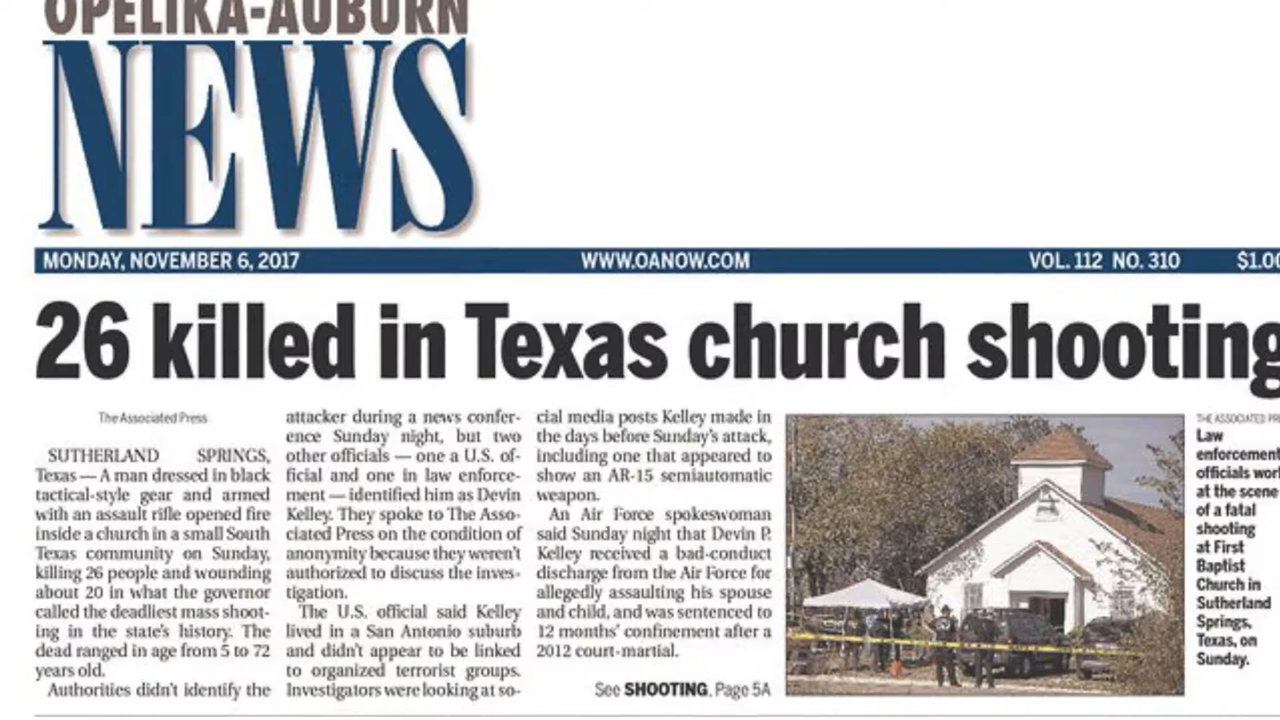 OPELIKA-AUBURN
NEWS
MONDAY, NOVEMBER 6, 2017 WWW.OANOW.COM VOL. 112 NO. 310 $1.00
26 killed in Texas church shooting
The Associated Press
SUTHERLAND SPRINGS,
Texas — A man dressed in black
tactical-style gear and armed
with an assault rifle opened fire
inside a church in a small South
Texas community on Sunday,
killing 26 people and wounding
about 20 in what the governor
called the deadliest mass shoot-
ing in the state's history. The
dead ranged in age from 5 to 72
years old.
Authorities didn't identify the
attacker during a news confer-
ence Sunday night, but two
other officials — one a U.S. of-
ficial and one in law enforce-
ment — identified him as Devin
Kelley. They spoke to The Asso-
ciated Press on the condition of
anonymity because they weren't
authorized to discuss the inves-
tigation.
The U.S. official said Kelley
lived in a San Antonio suburb
and didn't appear to be linked
to organized terrorist groups.
Investigators were looking at so-
cial media posts Kelley made in
the days before Sunday's attack,
including one that appeared to
show an AR-15 semiautomatic
weapon.
An Air Force spokeswoman
said Sunday night that Devin P.
Kelley received a bad-conduct
discharge from the Air Force for
allegedly assaulting his spouse
and child, and was sentenced to
12 months' confinement after a
2012 court-martial.
See SHOOTING, Page 5A
THE ASSOCIATED PR
Law
enforcement
officials work
at the scene
of a fatal
shooting
at First
Baptist
Church in
Sutherland
Springs,
Texas, on
Sunday.